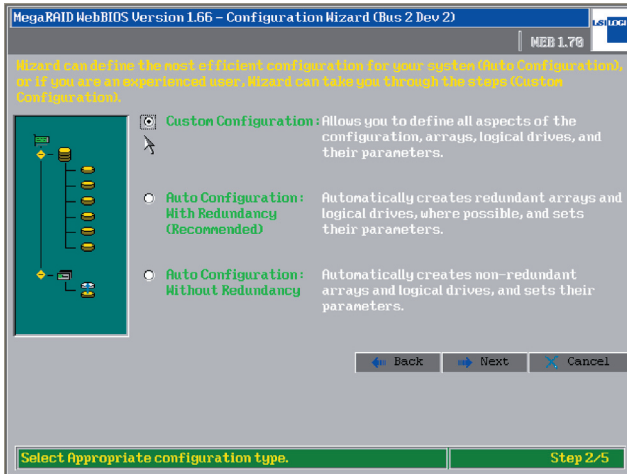 MegaRAID WebBIOS Version 1.66 - Configuration Wizard (Bus 2 Dev 2)
LSI LOGIC
WEB 1.70
Wizard can define the most efficient configuration for your system (Auto Configuration),
or if you are an experienced user, Wizard can take you through the steps (Custom
Configuration).
Custom Configuration: Allows you to define all aspects of the
configuration, arrays, logical drives, and
their parameters.
Auto Configuration: Automatically creates redundant arrays and
With Redundancy logical drives, where possible, and sets
(Recommended) their parameters.
Auto Configuration: Automatically creates non-redundant
Without Redundancy arrays and logical drives, and sets their
parameters.
Back Next Cancel
Select Appropriate configuration type. Step 2/5